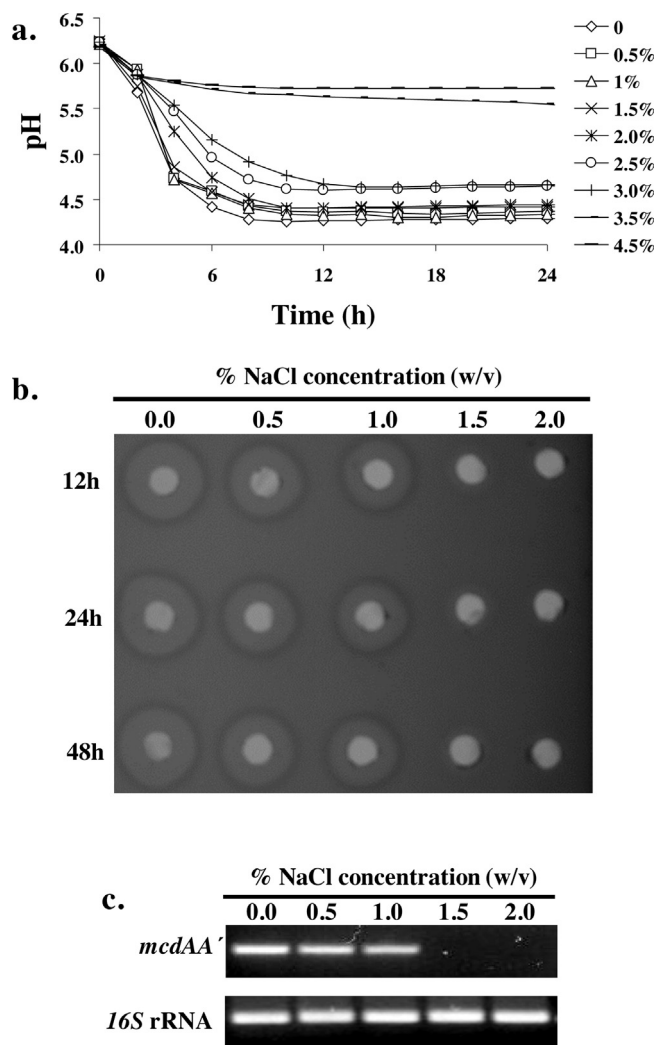 a.
6.5
6.0
5.5
5.0
4.5
4.0
pH
0 6 12 18 24
Time (h)
0
0.5%
1%
1.5%
2.0%
2.5%
3.0%
3.5%
4.5%
% NaCl concentration (w/v)
b.
0.0 0.5 1.0 1.5 2.0
12h
24h
48h
% NaCl concentration (w/v)
c.
0.0 0.5 1.0 1.5 2.0
mcdAA´
16S rRNA